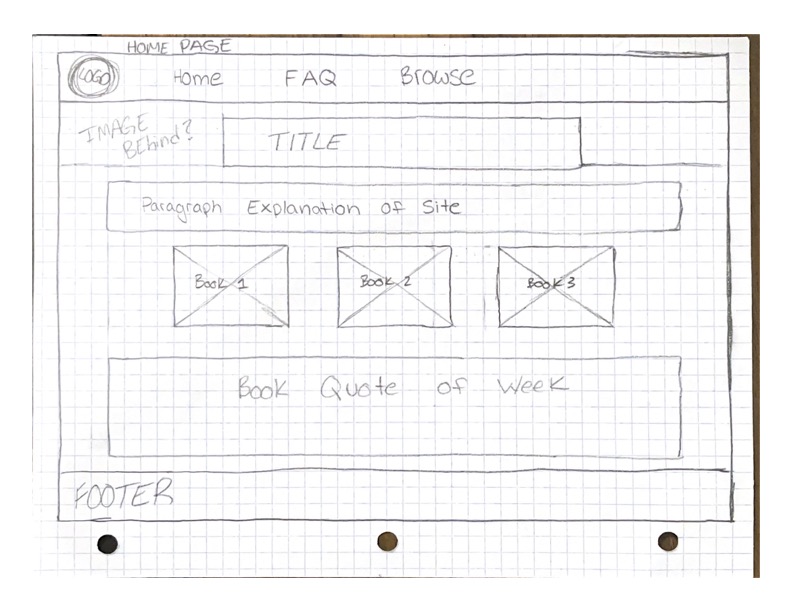 HOME PAGE
LOGO Home FAQ Browse
IMAGE
BEhind?
TITLE
Paragraph Explanation of Site
Book 1 Book 2 Book 3
Book Quote of Week
FOOTER